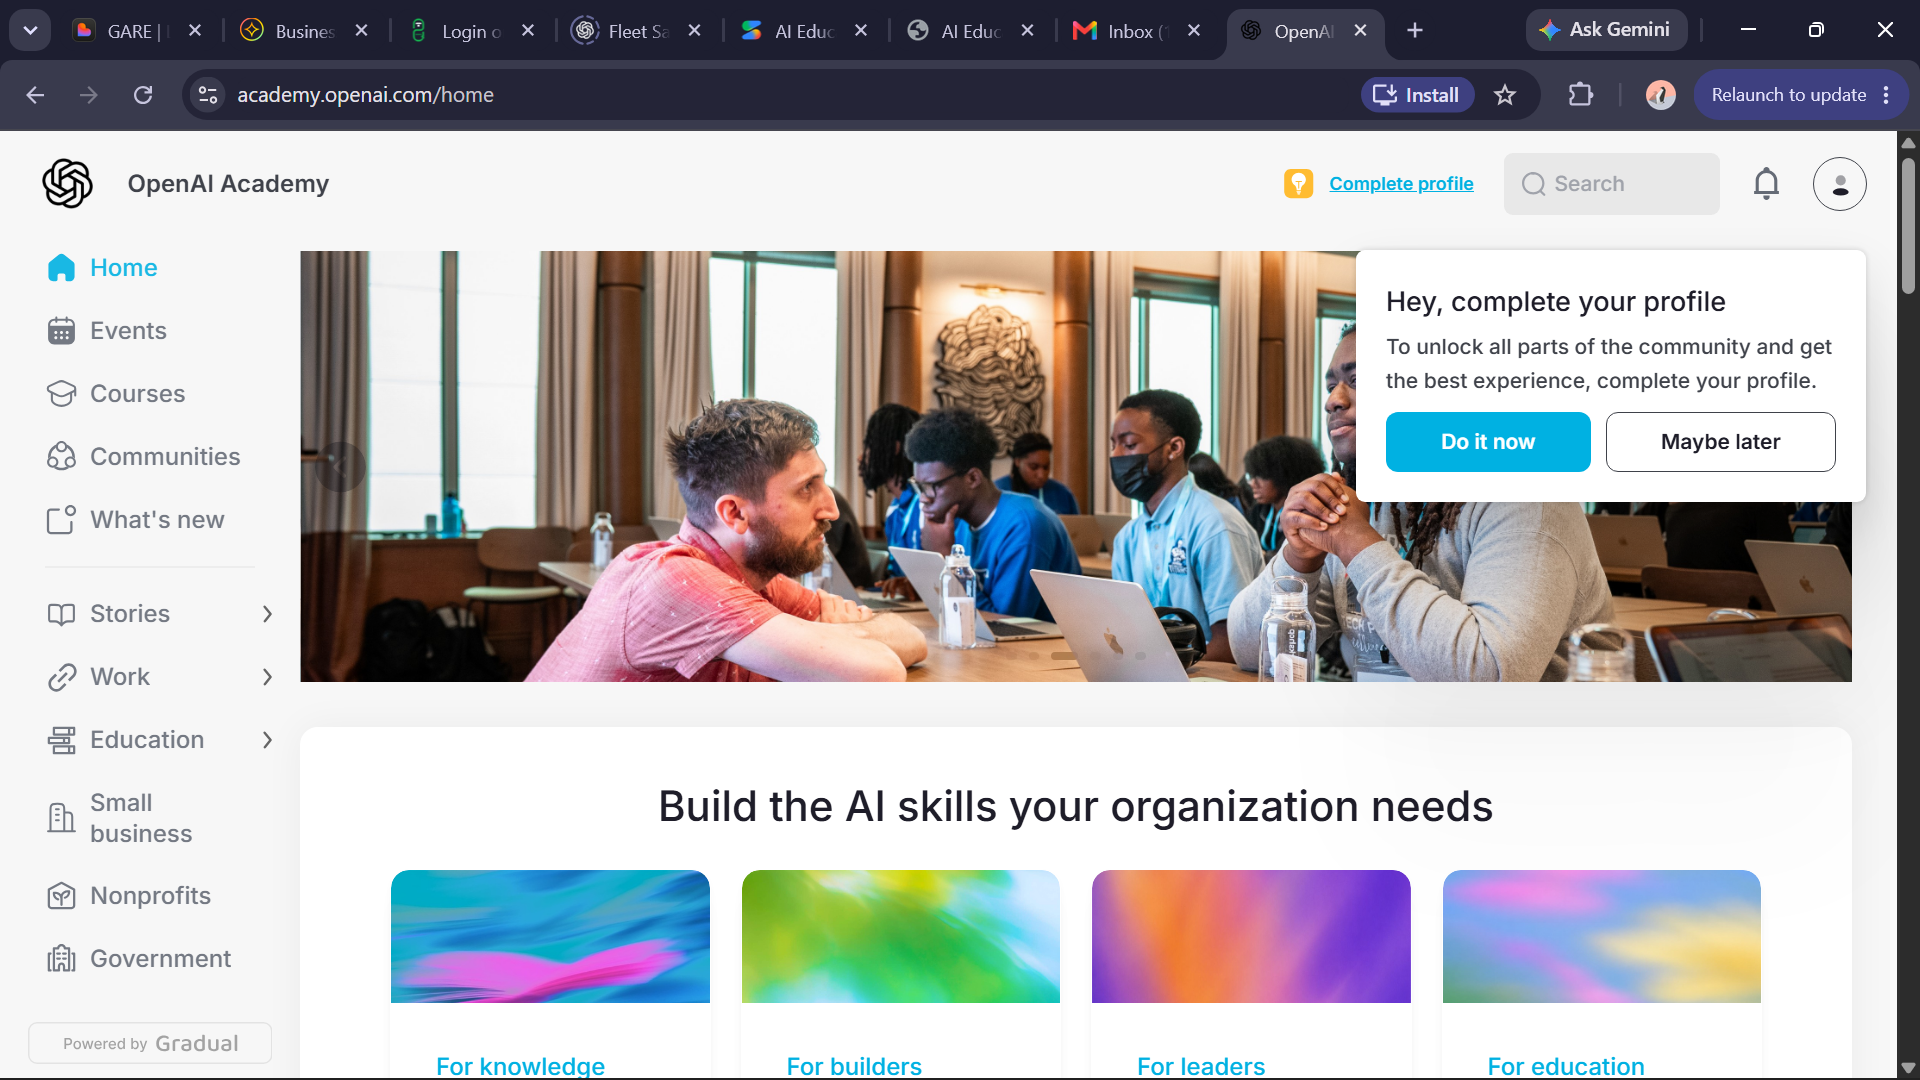 GARE |
Busines
Login o
Fleet Sa
AI Educ
AI Educ
Inbox (1
OpenAI
Ask Gemini
academy.openai.com/home
Install
Relaunch to update
OpenAI Academy
Complete profile
Search
Home
Events
Courses
Communities
What's new
Stories
Work
Education
Small
business
Nonprofits
Government
Powered by Gradual
Hey, complete your profile
To unlock all parts of the community and get
the best experience, complete your profile.
Do it now
Maybe later
Build the AI skills your organization needs
For knowledge
For builders
For leaders
For education